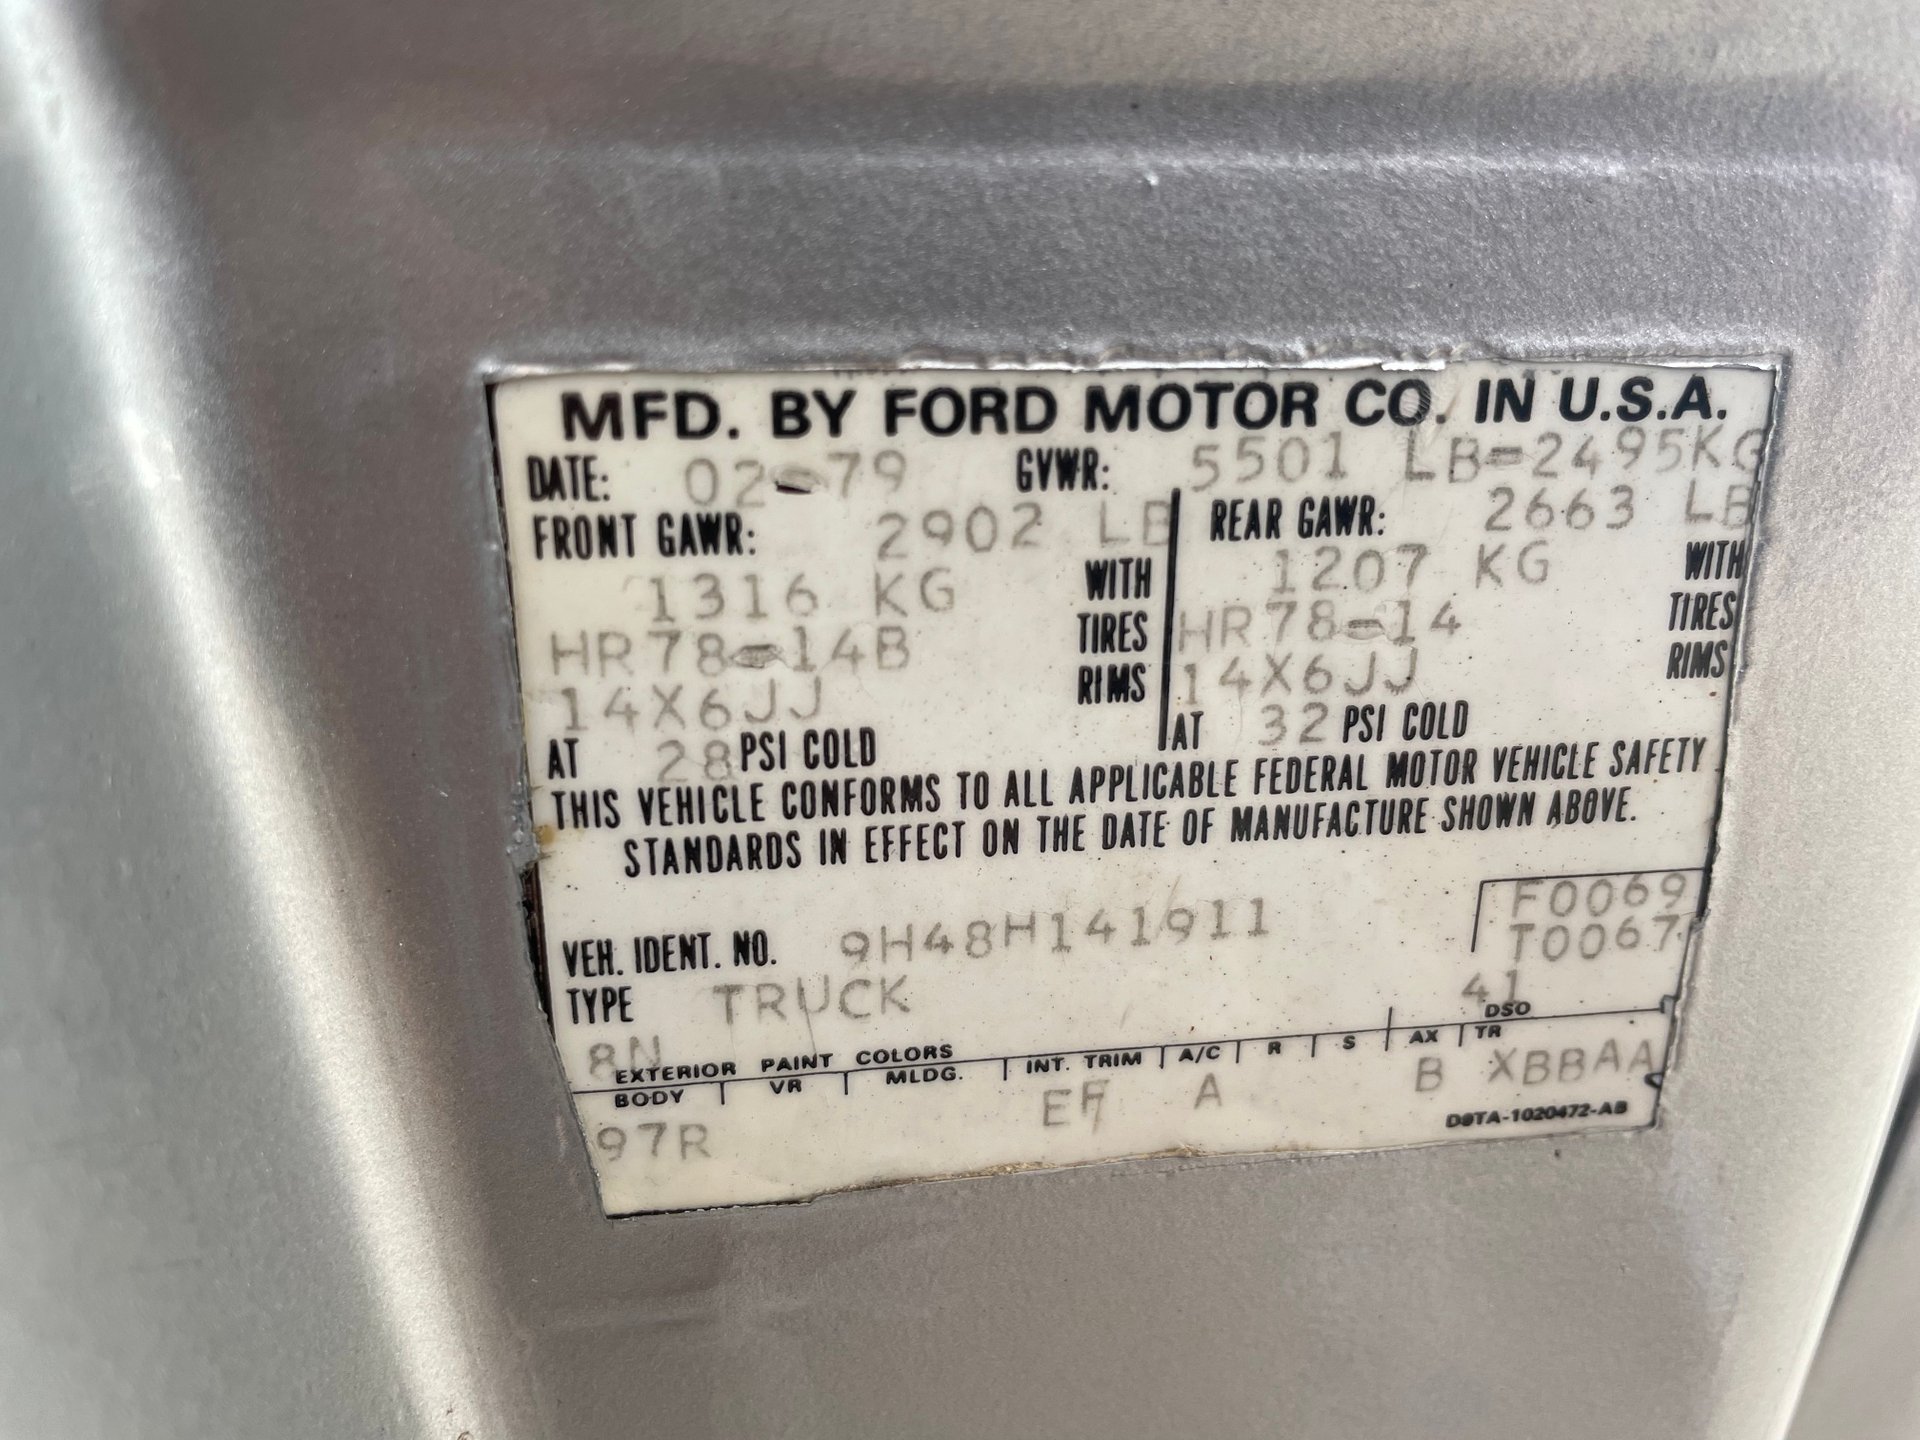 MFD. BY FORD MOTOR CO. IN U.S.A.
DATE: 02-79 GVWR: 5501 LB=2495KG
FRONT GAWR: 2902 LB REAR GAWR: 2663 LB
1316 KG WITH 1207 KG WITH
HR78-14B TIRES HR78-14 TIRES
14X6JJ RIMS 14X6JJ RIMS
AT 28 PSI COLD AT 32 PSI COLD
THIS VEHICLE CONFORMS TO ALL APPLICABLE FEDERAL MOTOR VEHICLE SAFETY
STANDARDS IN EFFECT ON THE DATE OF MANUFACTURE SHOWN ABOVE.
F0069
VEH. IDENT. NO. 9H48H141911 T0067
TYPE TRUCK 41
8N DSO
EXTERIOR PAINT COLORS INT. TRIM A/C R S AX TR
BODY VR MLDG.
EF A B XBBAA
97R D9TA-1020472-AB